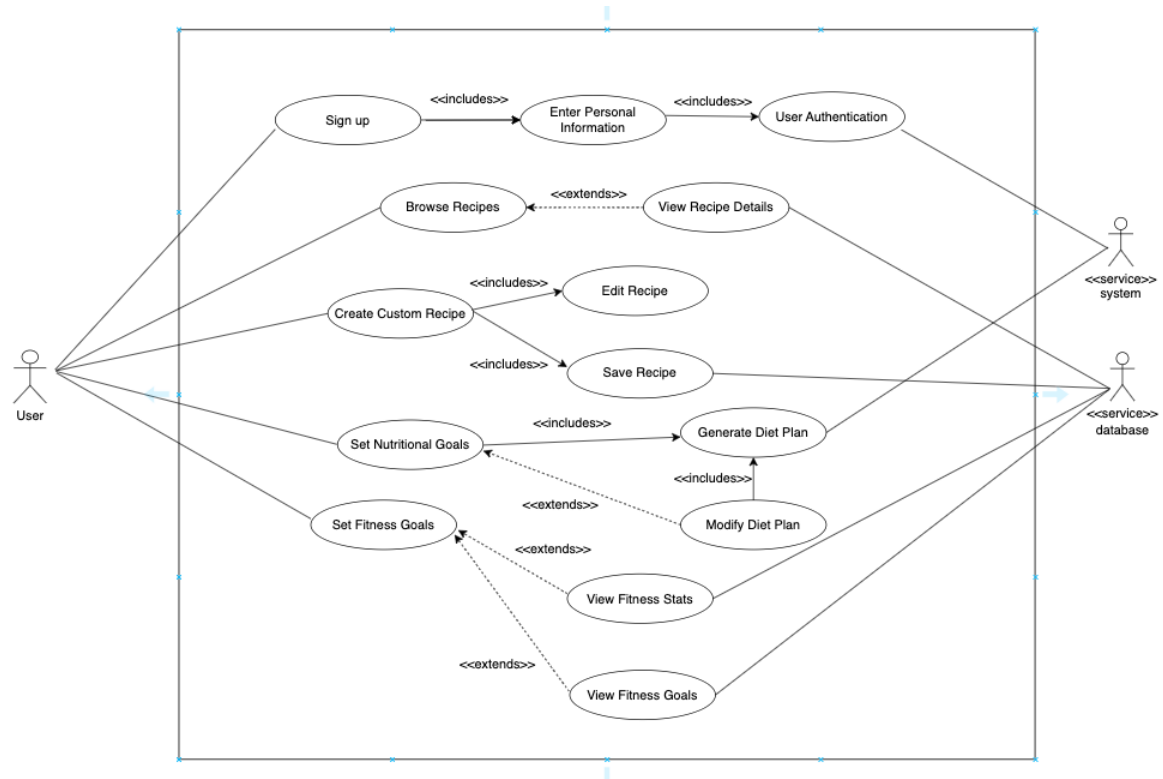 <<includes>>
<<includes>>
Sign up
Enter Personal
Information
User Authentication
<<extends>>
Browse Recipes
View Recipe Details
<<includes>>
Edit Recipe
<<service>>
system
Create Custom Recipe
<<includes>>
Save Recipe
User
<<service>>
database
<<includes>>
Set Nutritional Goals
Generate Diet Plan
<<includes>>
<<extends>>
Set Fitness Goals
Modify Diet Plan
<<extends>>
View Fitness Stats
<<extends>>
View Fitness Goals